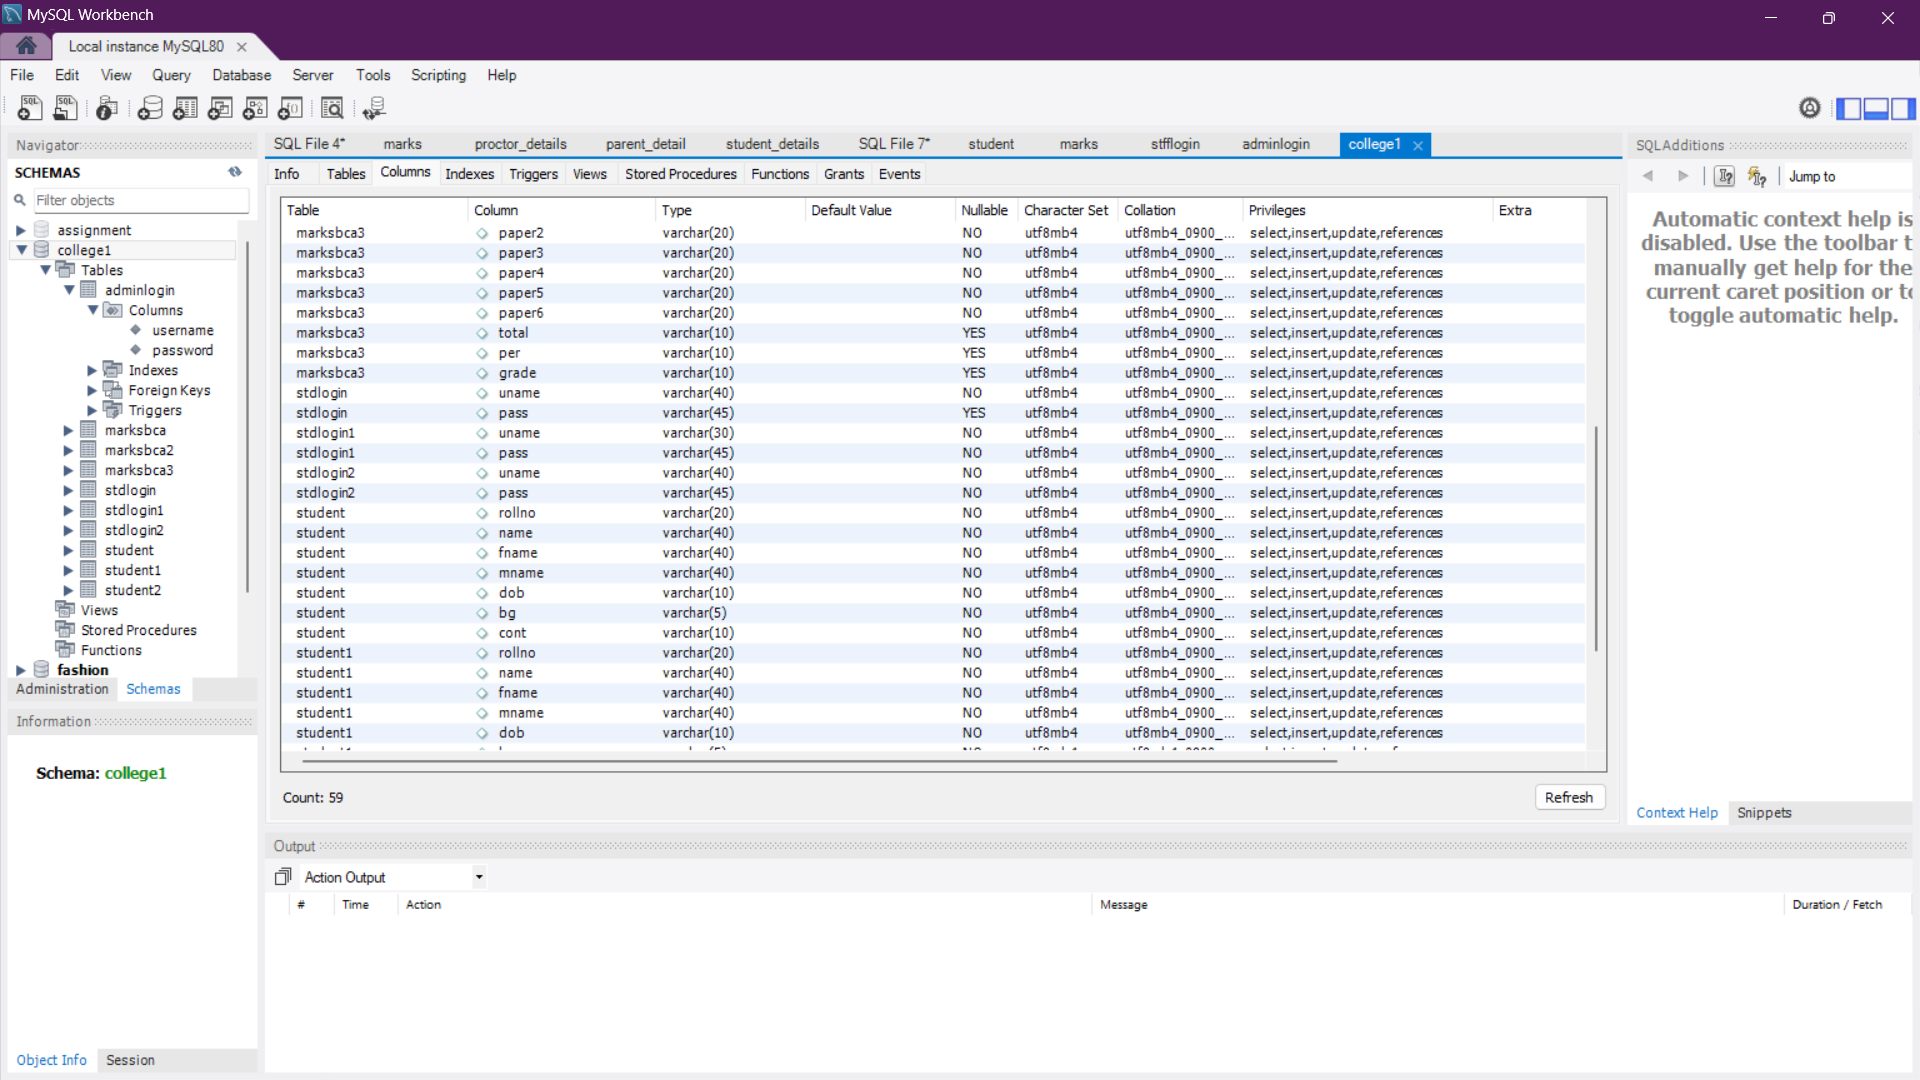 MySQL Workbench
Local instance MySQL80
File Edit View Query Database Server Tools Scripting Help
Navigator
SCHEMAS
Filter objects
assignment
college1
Tables
adminlogin
Columns
username
password
Indexes
Foreign Keys
Triggers
marksbca
marksbca2
marksbca3
stdlogin
stdlogin1
stdlogin2
student
student1
student2
Views
Stored Procedures
Functions
fashion
Administration Schemas
Information
Schema: college1
Object Info Session
SQL File 4* marks proctor_details parent_detail student_details SQL File 7* student marks stfflogin adminlogin college1
Info Tables Columns Indexes Triggers Views Stored Procedures Functions Grants Events
Table Column Type Default Value Nullable Character Set Collation Privileges Extra
marksbca3 paper2 varchar(20) NO utf8mb4 utf8mb4_0900_... select,insert,update,references
marksbca3 paper3 varchar(20) NO utf8mb4 utf8mb4_0900_... select,insert,update,references
marksbca3 paper4 varchar(20) NO utf8mb4 utf8mb4_0900_... select,insert,update,references
marksbca3 paper5 varchar(20) NO utf8mb4 utf8mb4_0900_... select,insert,update,references
marksbca3 paper6 varchar(20) NO utf8mb4 utf8mb4_0900_... select,insert,update,references
marksbca3 total varchar(10) YES utf8mb4 utf8mb4_0900_... select,insert,update,references
marksbca3 per varchar(10) YES utf8mb4 utf8mb4_0900_... select,insert,update,references
marksbca3 grade varchar(10) YES utf8mb4 utf8mb4_0900_... select,insert,update,references
stdlogin uname varchar(40) NO utf8mb4 utf8mb4_0900_... select,insert,update,references
stdlogin pass varchar(45) YES utf8mb4 utf8mb4_0900_... select,insert,update,references
stdlogin1 uname varchar(30) NO utf8mb4 utf8mb4_0900_... select,insert,update,references
stdlogin1 pass varchar(45) NO utf8mb4 utf8mb4_0900_... select,insert,update,references
stdlogin2 uname varchar(40) NO utf8mb4 utf8mb4_0900_... select,insert,update,references
stdlogin2 pass varchar(45) NO utf8mb4 utf8mb4_0900_... select,insert,update,references
student rollno varchar(20) NO utf8mb4 utf8mb4_0900_... select,insert,update,references
student name varchar(40) NO utf8mb4 utf8mb4_0900_... select,insert,update,references
student fname varchar(40) NO utf8mb4 utf8mb4_0900_... select,insert,update,references
student mname varchar(40) NO utf8mb4 utf8mb4_0900_... select,insert,update,references
student dob varchar(10) NO utf8mb4 utf8mb4_0900_... select,insert,update,references
student bg varchar(5) NO utf8mb4 utf8mb4_0900_... select,insert,update,references
student cont varchar(10) NO utf8mb4 utf8mb4_0900_... select,insert,update,references
student1 rollno varchar(20) NO utf8mb4 utf8mb4_0900_... select,insert,update,references
student1 name varchar(40) NO utf8mb4 utf8mb4_0900_... select,insert,update,references
student1 fname varchar(40) NO utf8mb4 utf8mb4_0900_... select,insert,update,references
student1 mname varchar(40) NO utf8mb4 utf8mb4_0900_... select,insert,update,references
student1 dob varchar(10) NO utf8mb4 utf8mb4_0900_... select,insert,update,references
Count: 59
Refresh
Output
Action Output
# Time Action Message Duration / Fetch
SQLAdditions
Jump to
Automatic context help is
disabled. Use the toolbar t
manually get help for the
current caret position or to
toggle automatic help.
Context Help Snippets